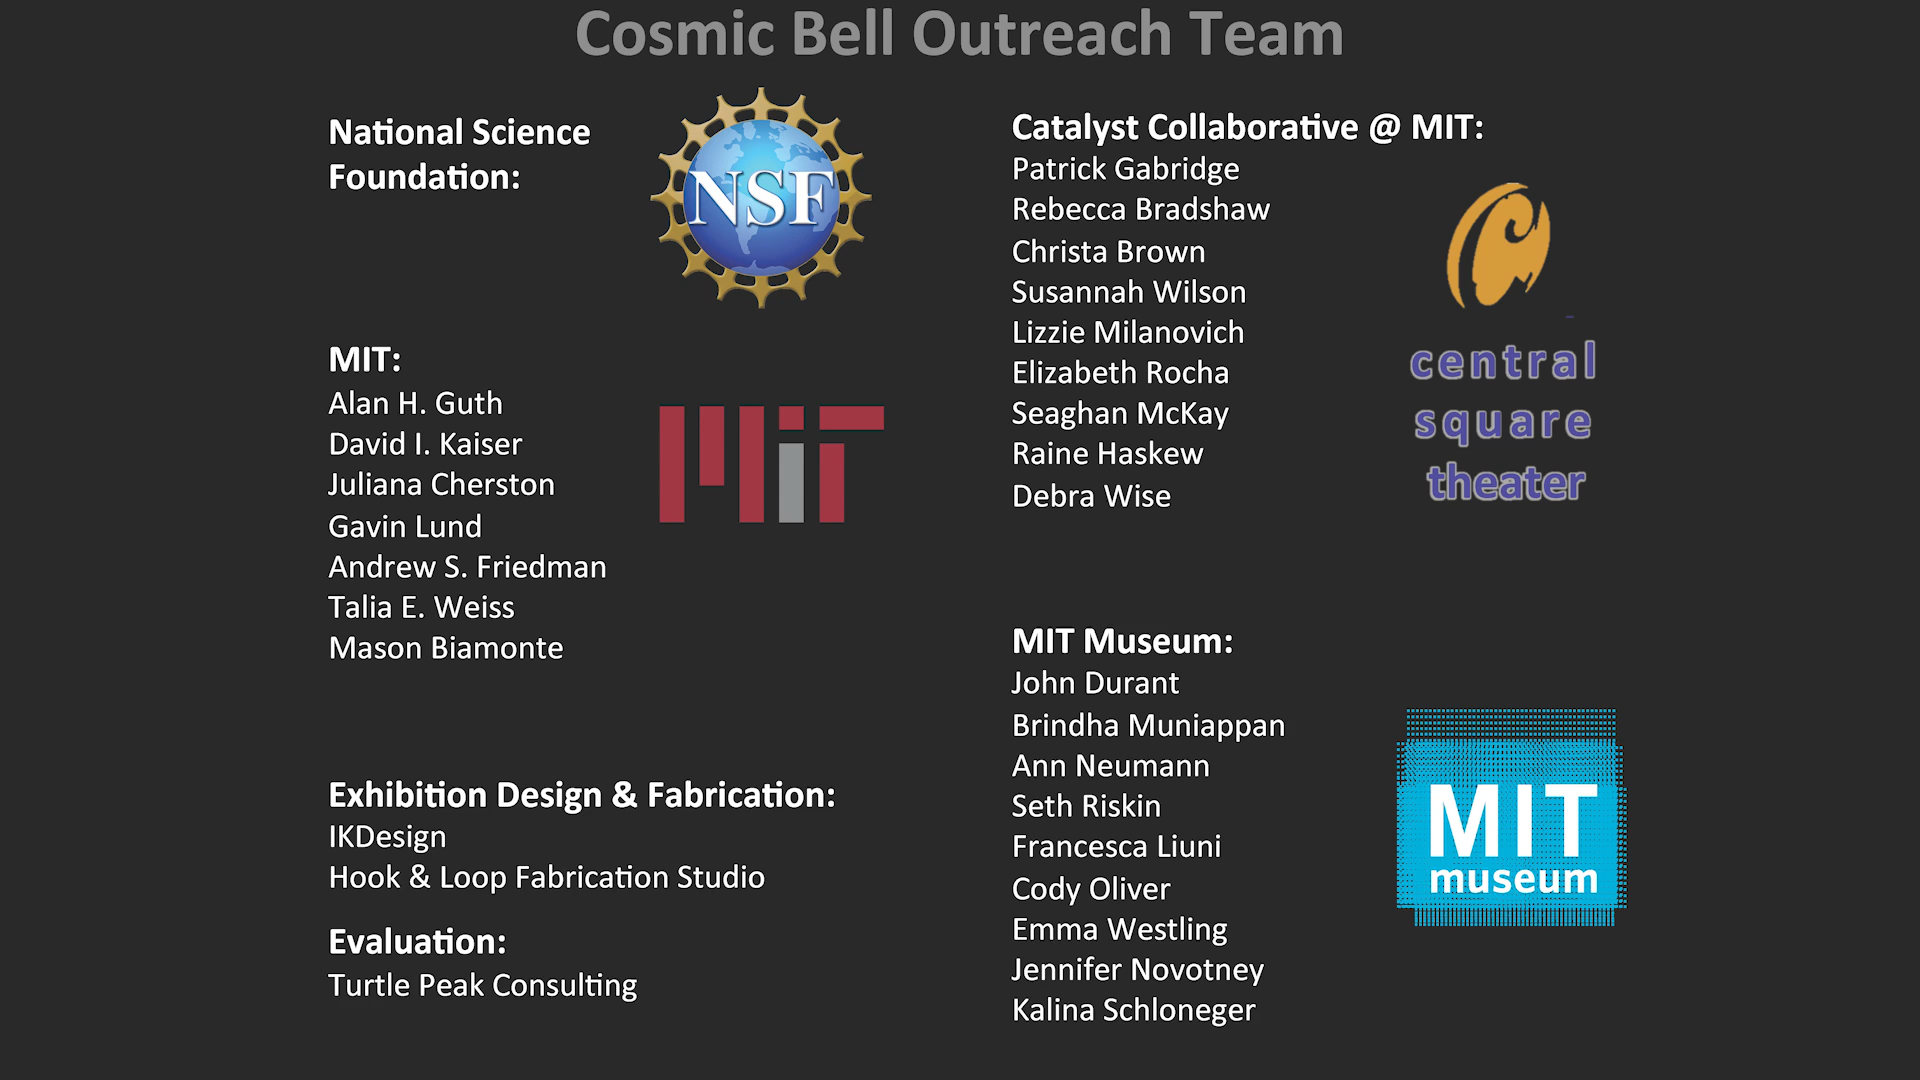 Cosmic Bell Outreach Team
National Science
Foundation:
NSF
MIT:
Alan H. Guth
David I. Kaiser
Juliana Cherston
Gavin Lund
Andrew S. Friedman
Talia E. Weiss
Mason Biamonte
MIT
Exhibition Design & Fabrication:
IKDesign
Hook & Loop Fabrication Studio
Evaluation:
Turtle Peak Consulting
Catalyst Collaborative @ MIT:
Patrick Gabridge
Rebecca Bradshaw
Christa Brown
Susannah Wilson
Lizzie Milanovich
Elizabeth Rocha
Seaghan McKay
Raine Haskew
Debra Wise
central
square
theater
MIT Museum:
John Durant
Brindha Muniappan
Ann Neumann
Seth Riskin
Francesca Liuni
Cody Oliver
Emma Westling
Jennifer Novotney
Kalina Schloneger
MIT
museum